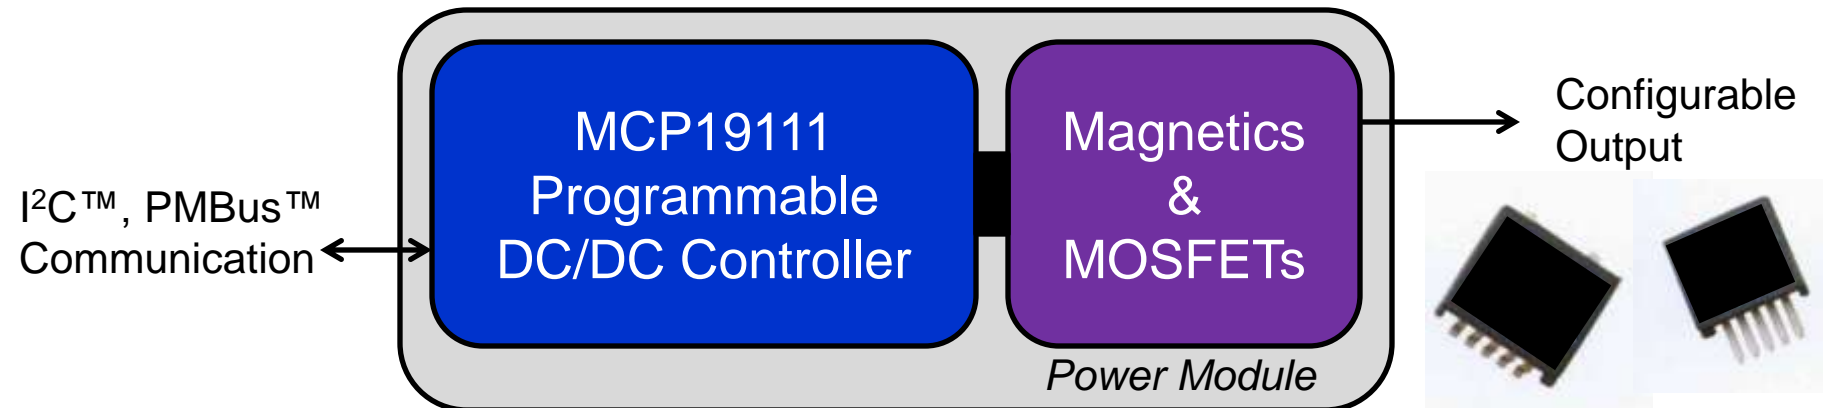 I²C™, PMBus™
Communication
MCP19111
Programmable
DC/DC Controller
Magnetics
&
MOSFETs
Power Module
Configurable
Output